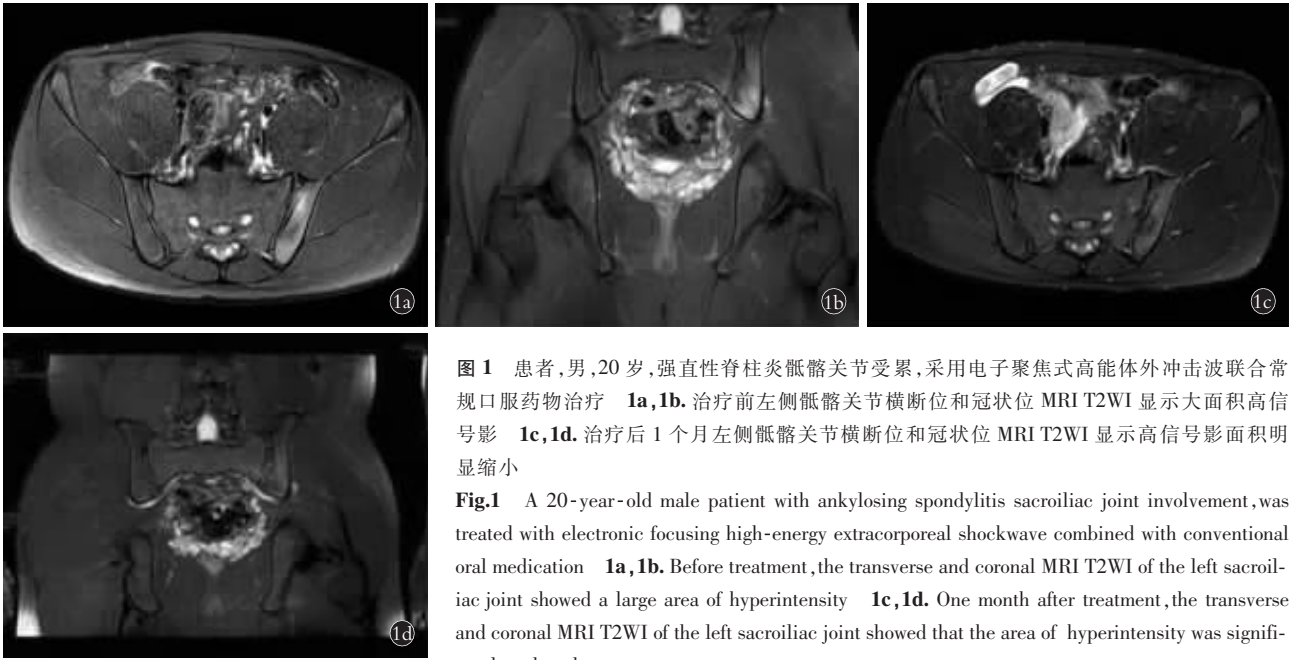 1a
1b
1c
1d
图 1 患者,男,20 岁,强直性脊柱炎骶髂关节受累,采用电子聚焦式高能体外冲击波联合常
规口服药物治疗 1a,1b. 治疗前左侧骶髂关节横断位和冠状位 MRI T2WI 显示大面积高信
号影 1c,1d. 治疗后 1 个月左侧骶髂关节横断位和冠状位 MRI T2WI 显示高信号影面积明
显缩小
Fig.1 A 20-year-old male patient with ankylosing spondylitis sacroiliac joint involvement,was
treated with electronic focusing high-energy extracorporeal shockwave combined with conventional
oral medication 1a,1b. Before treatment,the transverse and coronal MRI T2WI of the left sacroil-
iac joint showed a large area of hyperintensity 1c,1d. One month after treatment,the transverse
and coronal MRI T2WI of the left sacroiliac joint showed that the area of hyperintensity was signifi-